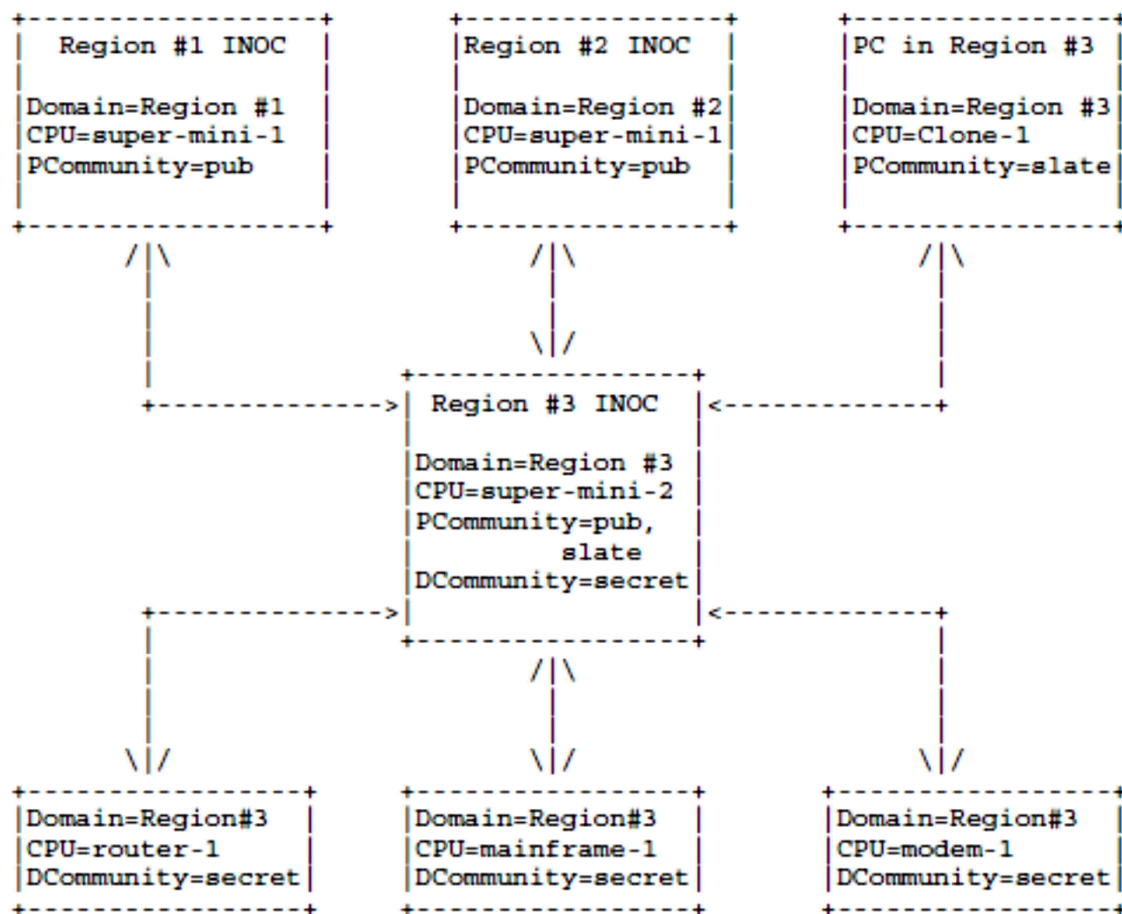 Region #1 INOC
Domain=Region #1
CPU=super-mini-1
PCommunity=pub
Region #2 INOC
Domain=Region #2
CPU=super-mini-1
PCommunity=pub
PC in Region #3
Domain=Region #3
CPU=Clone-1
PCommunity=slate
Region #3 INOC
Domain=Region #3
CPU=super-mini-2
PCommunity=pub,
slate
DCommunity=secret
Domain=Region#3
CPU=router-1
DCommunity=secret
Domain=Region#3
CPU=mainframe-1
DCommunity=secret
Domain=Region#3
CPU=modem-1
DCommunity=secret